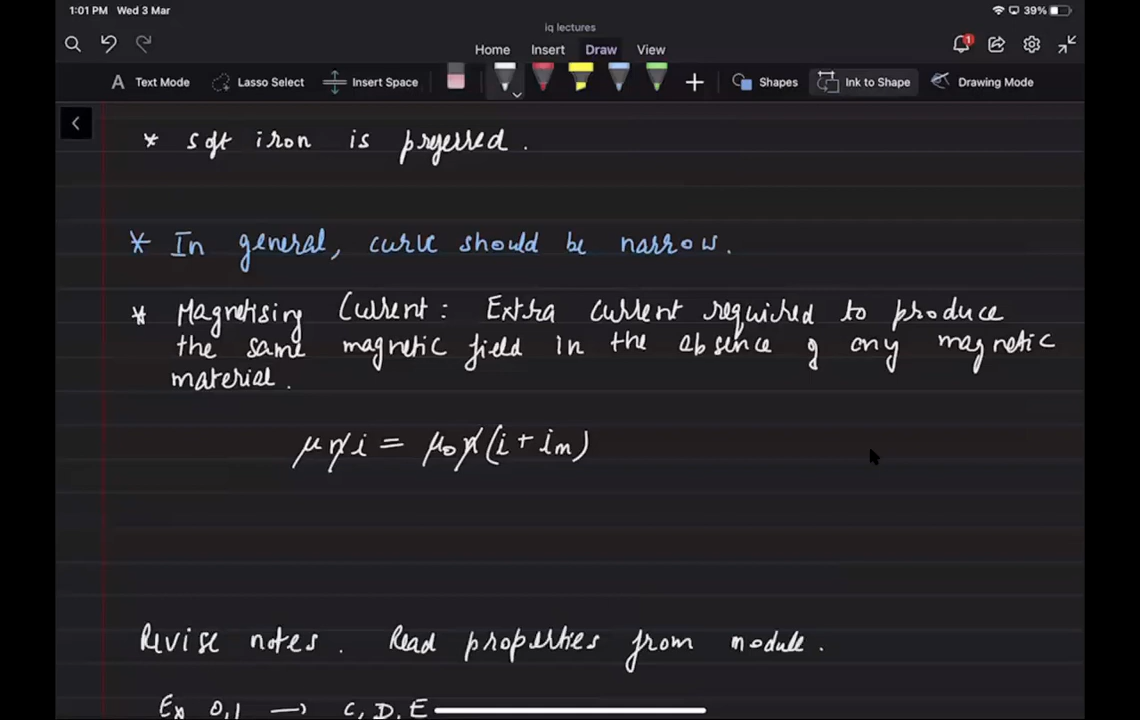 1:01 PM Wed 3 Mar
39%
iq lectures
Home Insert Draw View
1
Text Mode Lasso Select Insert Space Shapes Ink to Shape Drawing Mode
* soft iron is preferred.
* In general, curve should be narrow.
* Magnetising Current: Extra current required to produce
the same magnetic field in the absence of any magnetic
material.
μni = μ₀n(i + im)
Revise notes. Read properties from module.
Ex 0,1 → C, D, E